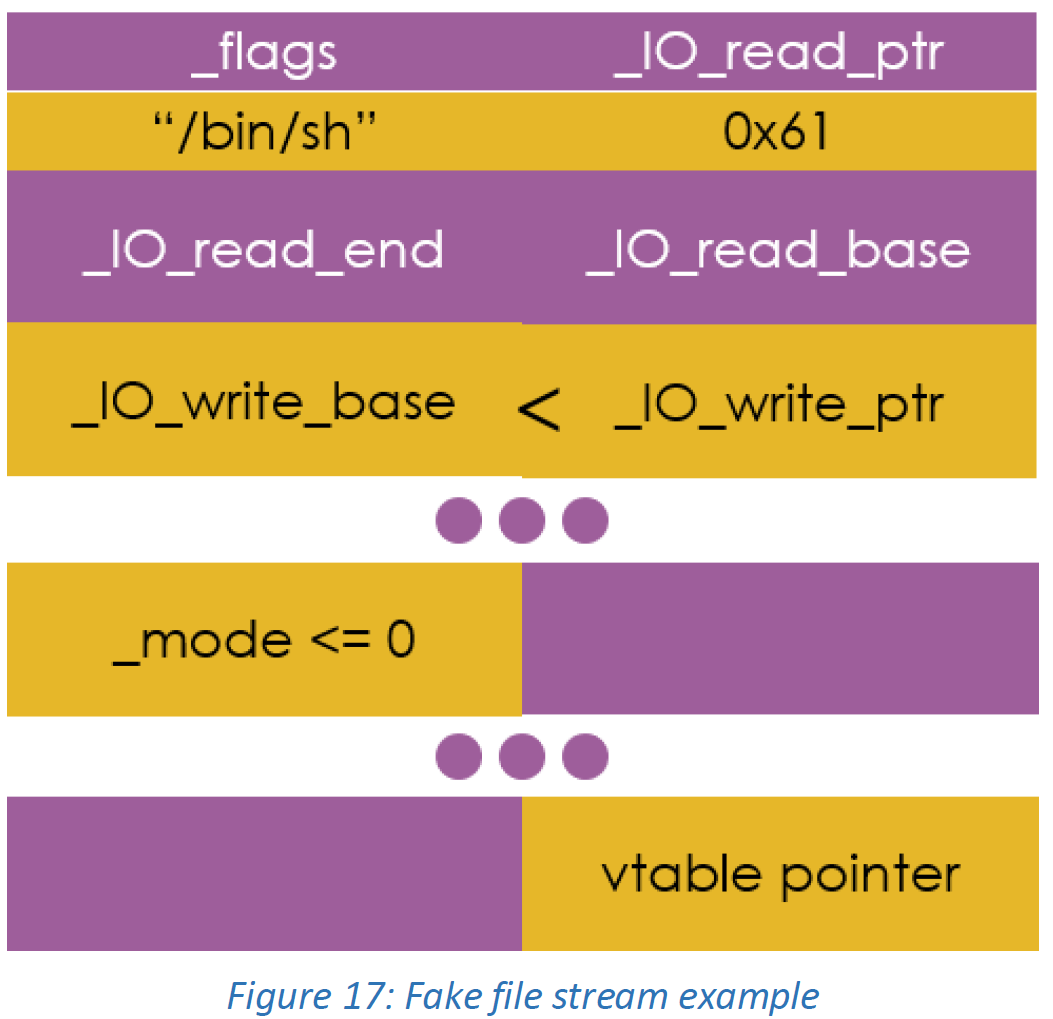 _flags _IO_read_ptr
“/bin/sh” 0x61
_IO_read_end _IO_read_base
_IO_write_base < _IO_write_ptr
_mode <= 0
vtable pointer
Figure 17: Fake file stream example